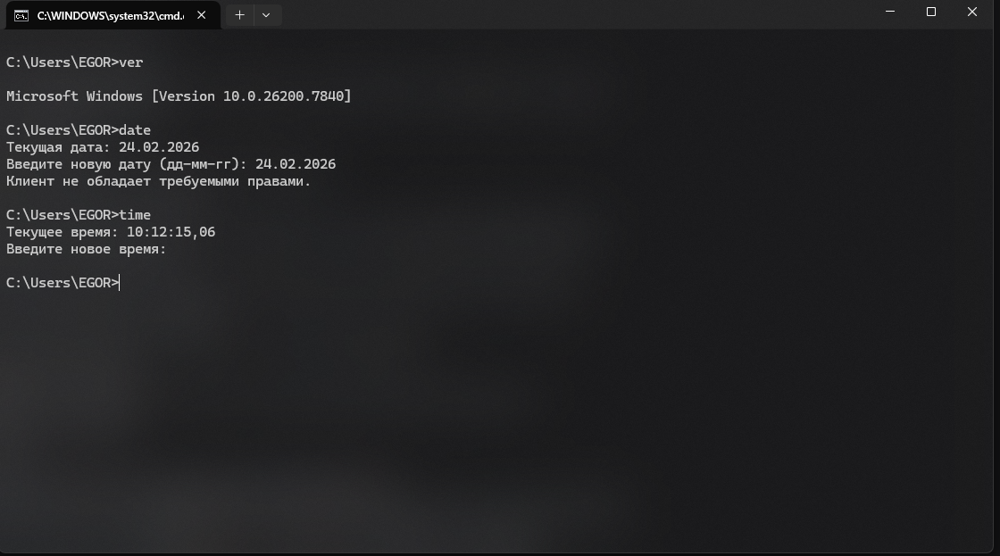 C:\WINDOWS\system32\cmd.
C:\Users\EGOR>ver
Microsoft Windows [Version 10.0.26200.7840]
C:\Users\EGOR>date
Текущая дата: 24.02.2026
Введите новую дату (дд-мм-гг): 24.02.2026
Клиент не обладает требуемыми правами.
C:\Users\EGOR>time
Текущее время: 10:12:15,06
Введите новое время:
C:\Users\EGOR>